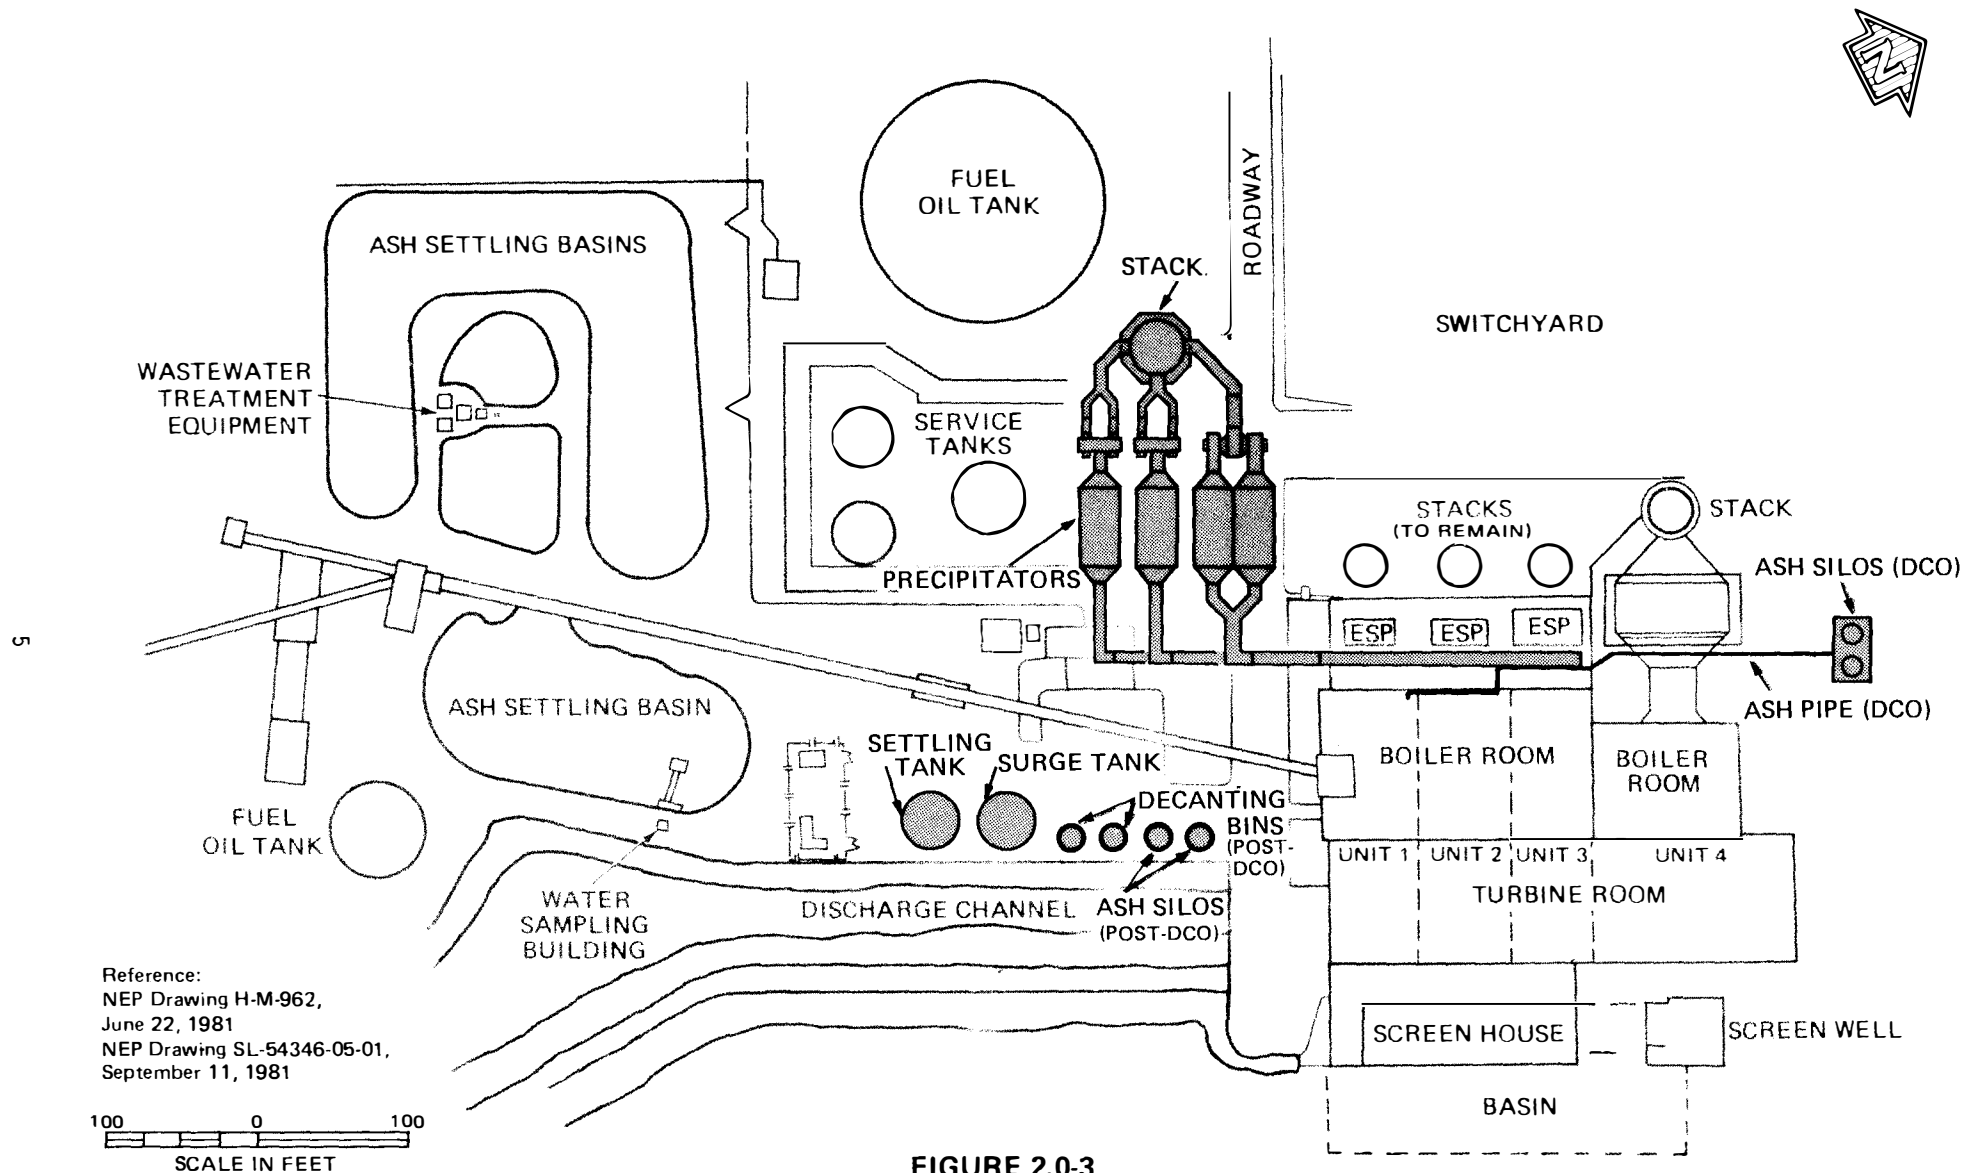 N
FUEL
OIL TANK
ROADWAY
ASH SETTLING BASINS
STACK.
SWITCHYARD
WASTEWATER
TREATMENT
EQUIPMENT
SERVICE
TANKS
STACKS
(TO REMAIN)
STACK
PRECIPITATORS
ASH SILOS (DCO)
ESP
ESP
ESP
5
ASH SETTLING BASIN
ASH PIPE (DCO)
SETTLING
TANK
SURGE TANK
BOILER ROOM
BOILER
ROOM
DECANTING
BINS
(POST-
DCO)
FUEL
OIL TANK
UNIT 1
UNIT 2
UNIT 3
UNIT 4
TURBINE ROOM
WATER
SAMPLING
BUILDING
DISCHARGE CHANNEL
ASH SILOS
(POST-DCO)
Reference:
NEP Drawing H-M-962,
June 22, 1981
NEP Drawing SL-54346-05-01,
September 11, 1981
SCREEN HOUSE
SCREEN WELL
BASIN
100 0 100
SCALE IN FEET
FIGURE 2.0-3